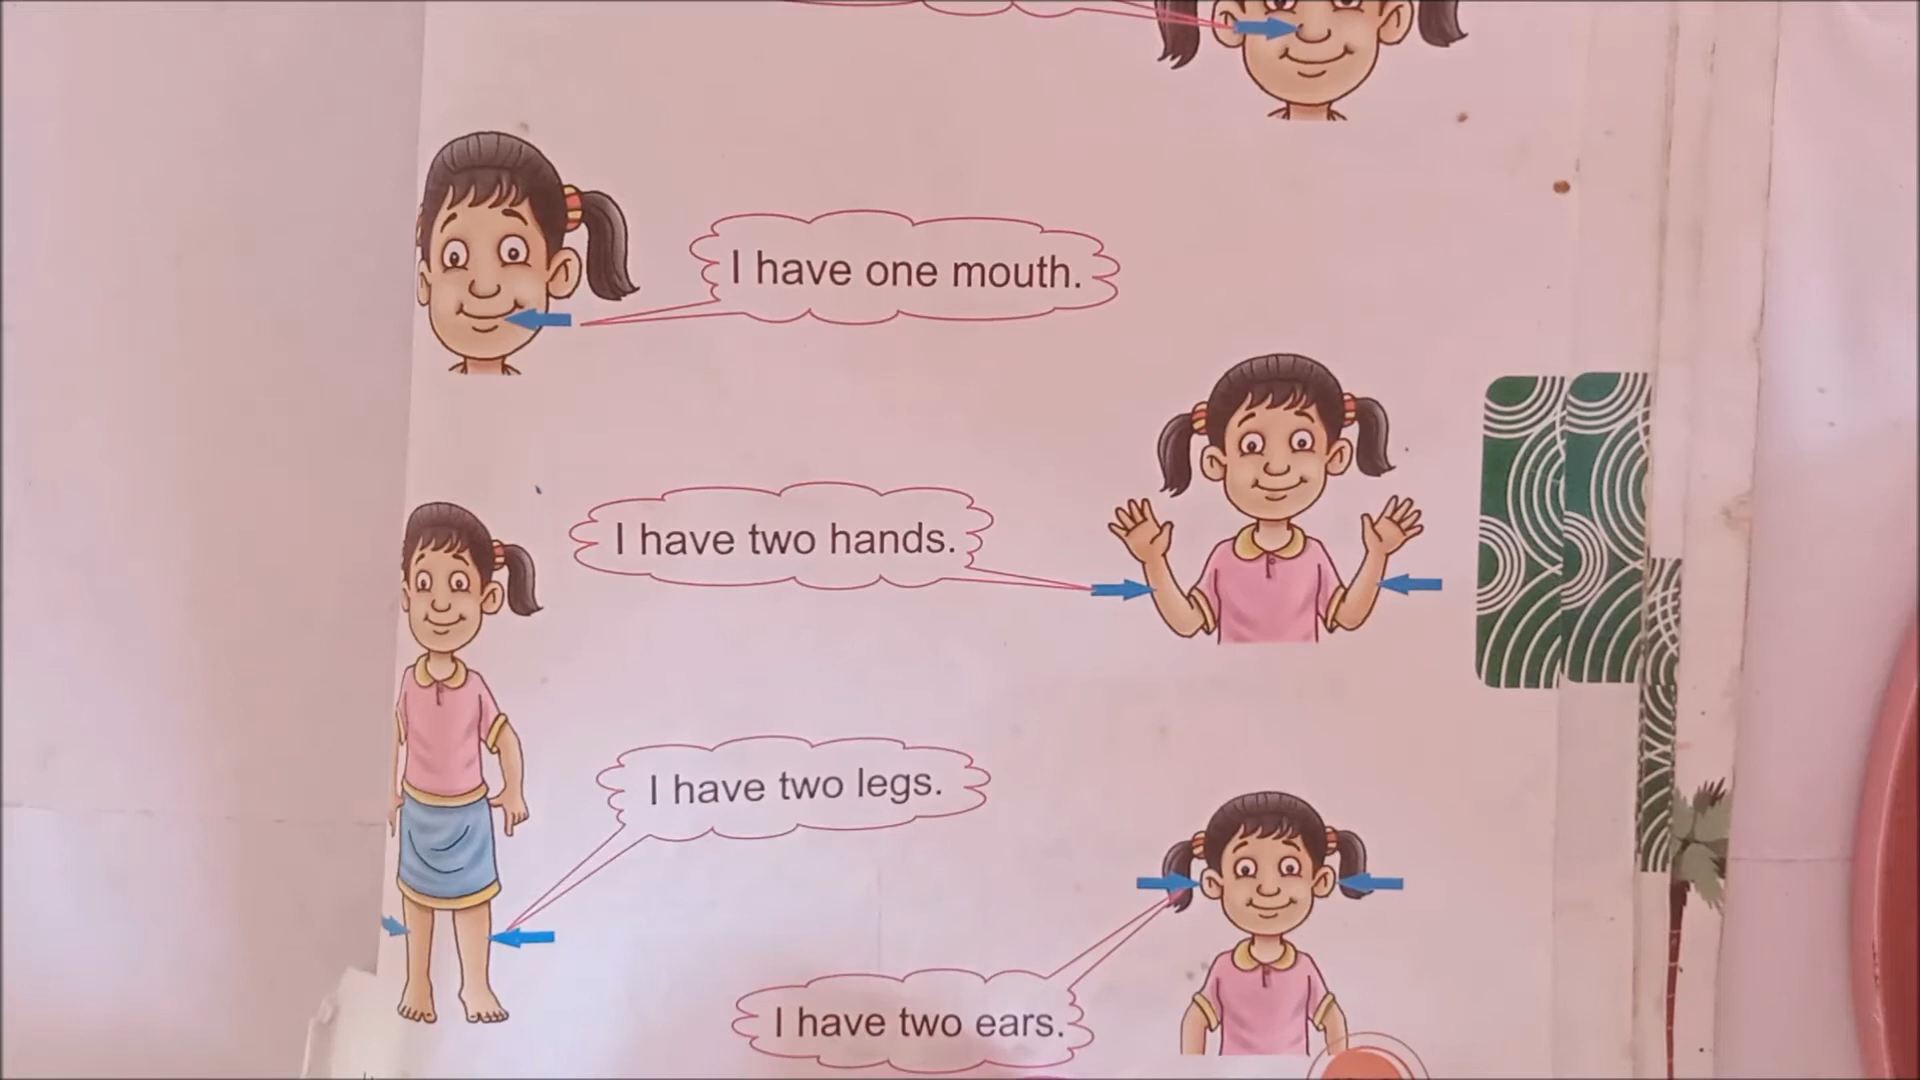 I have one mouth.
I have two hands.
I have two legs.
I have two ears.